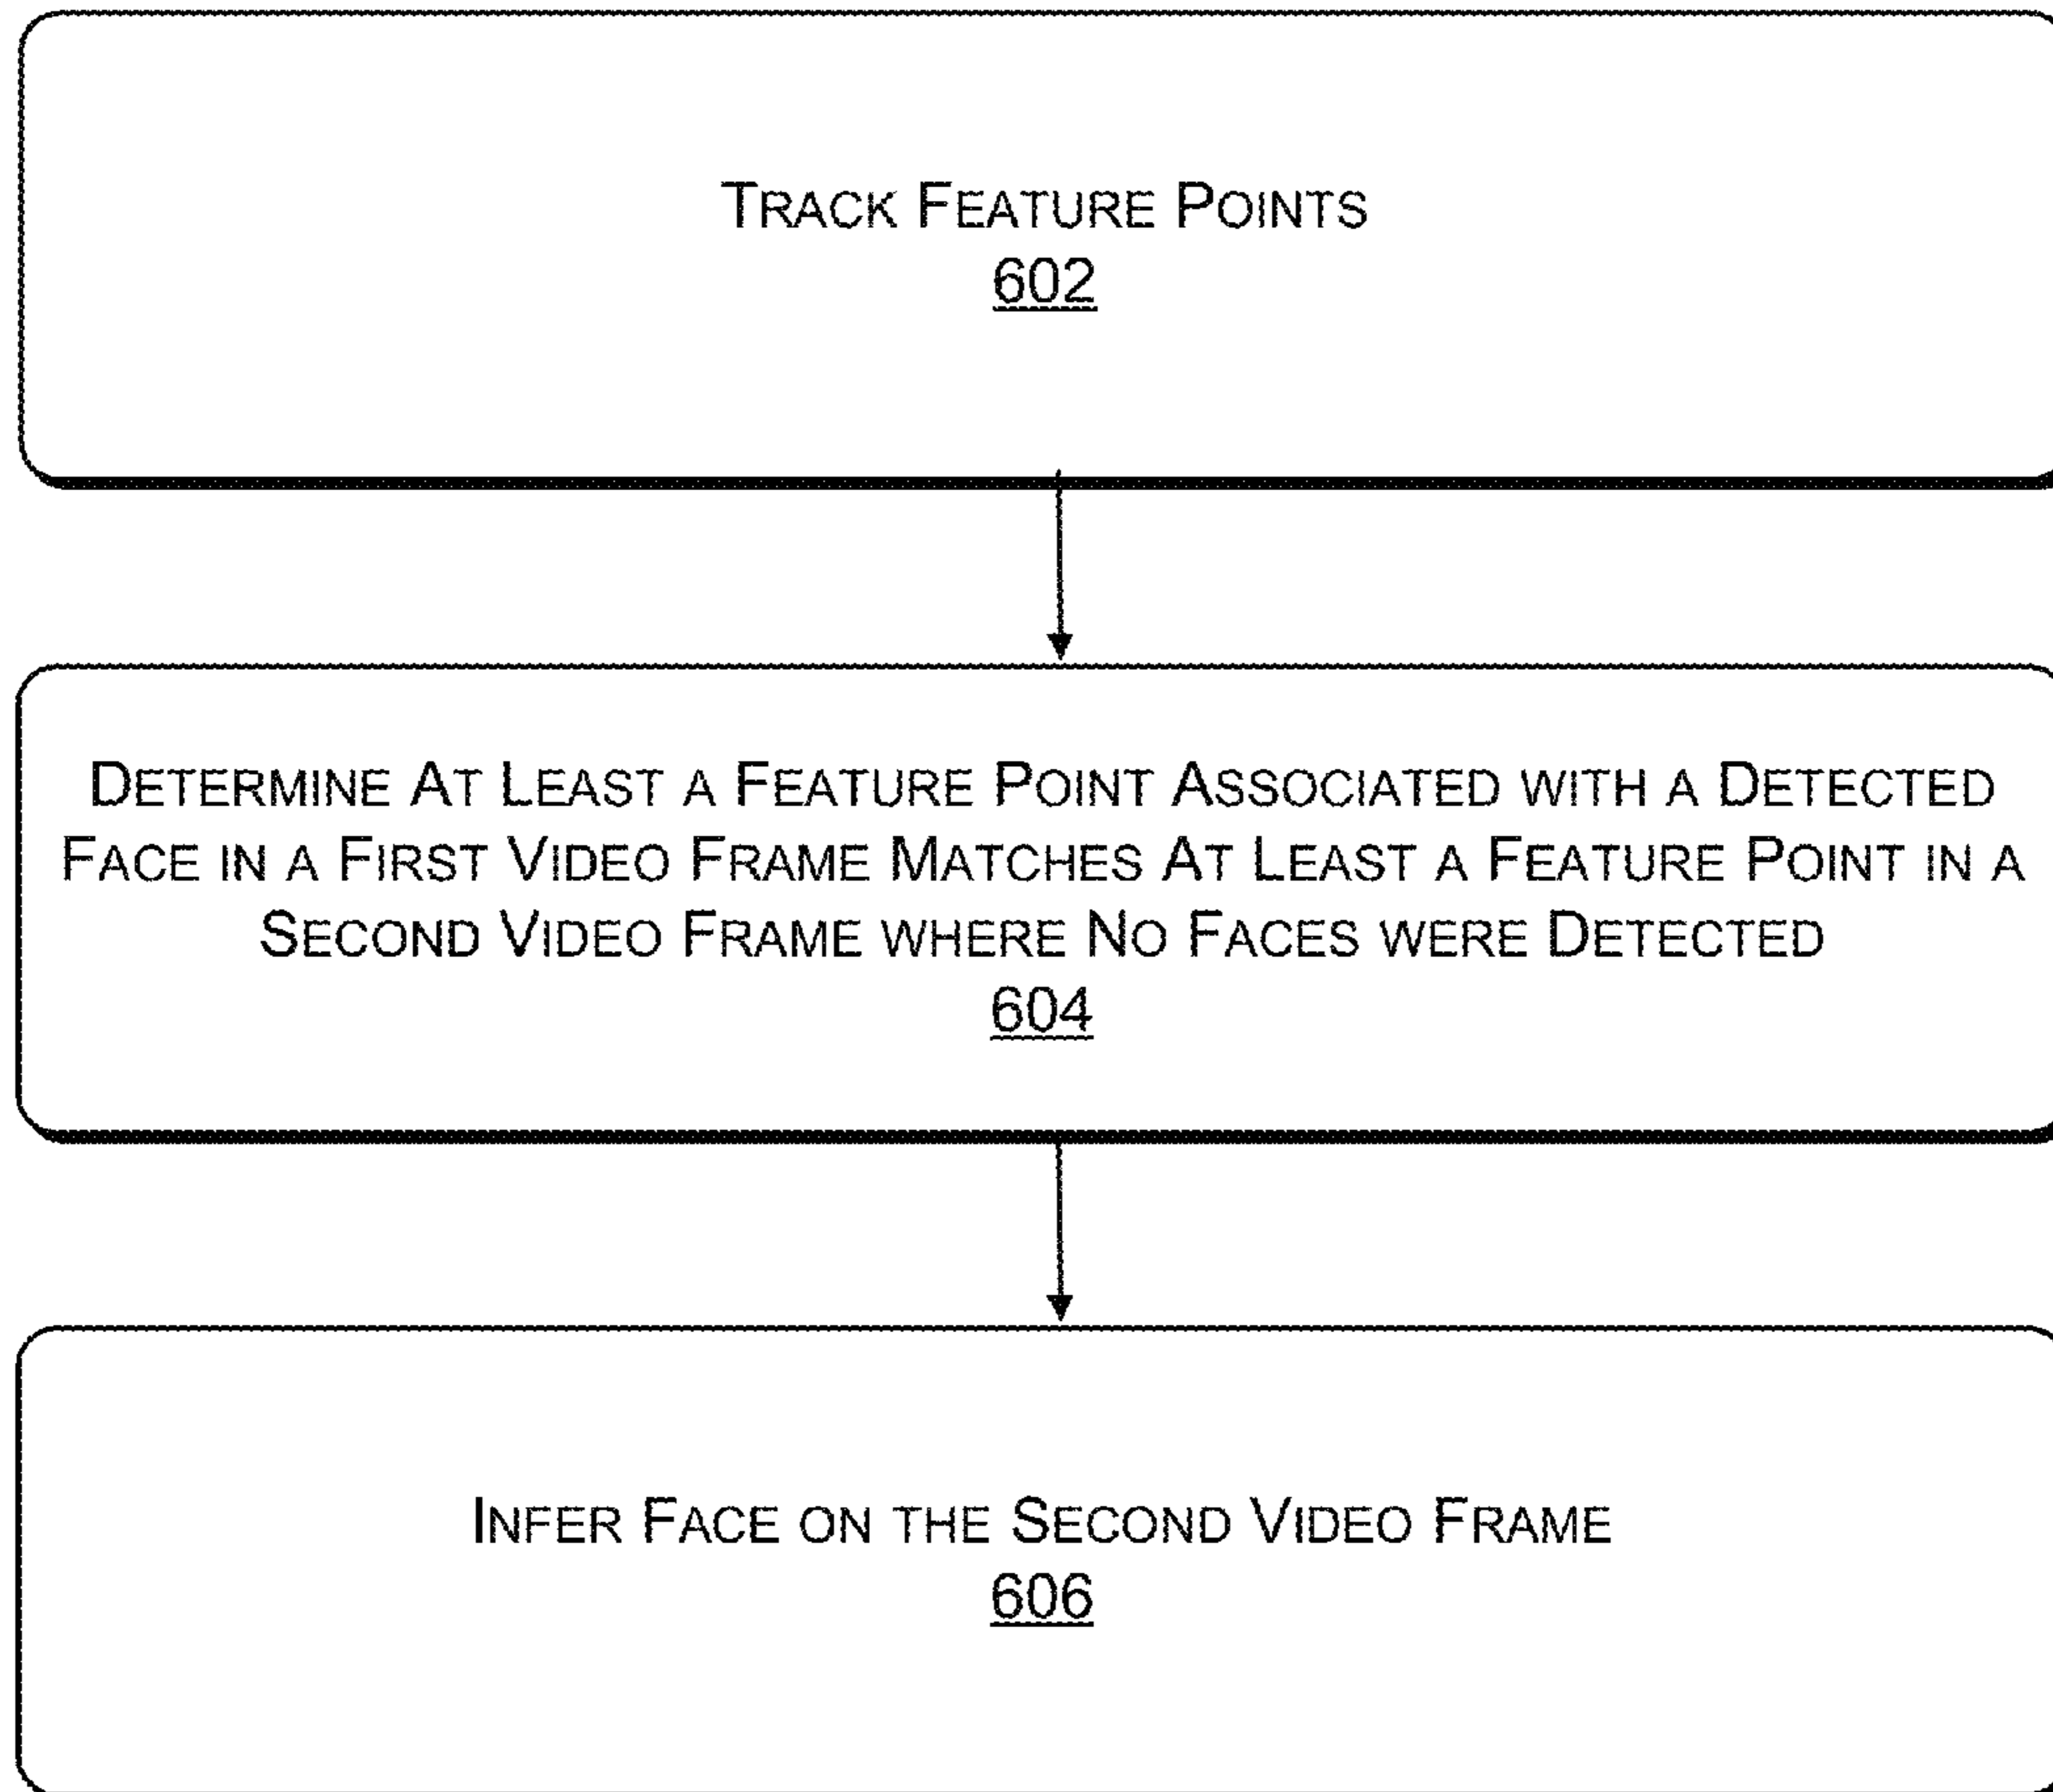 TRACK FEATURE POINTS
602
DETERMINE AT LEAST A FEATURE POINT ASSOCIATED WITH A DETECTED
FACE IN A FIRST VIDEO FRAME MATCHES AT LEAST A FEATURE POINT IN A
SECOND VIDEO FRAME WHERE NO FACES WERE DETECTED
604
INFER FACE ON THE SECOND VIDEO FRAME
606